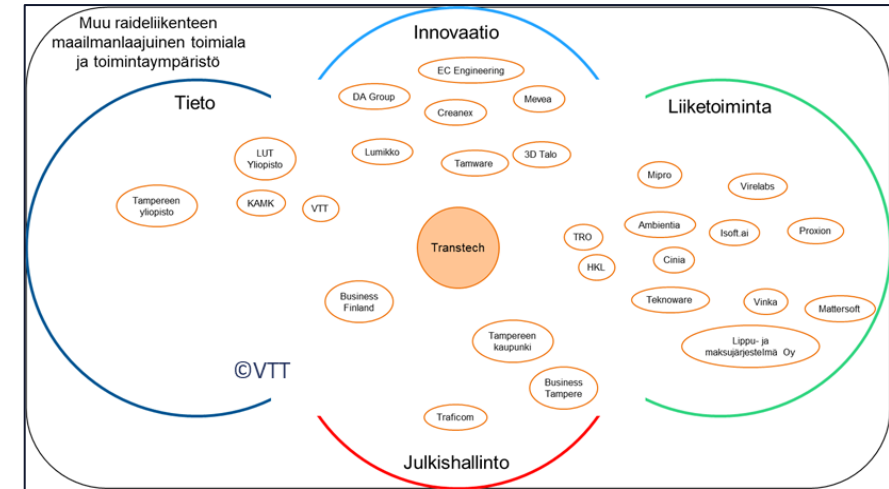 Muu raideliikenteen
maailmanlaajuinen toimiala
ja toimintaympäristö
Innovaatio
Tieto
Liiketoiminta
EC Engineering
DA Group
Mevea
Creanex
LUT
Yliopisto
Lumikko
Tamware
3D Talo
Mipro
Virelabs
Tampereen
yliopisto
KAMK
VTT
Transtech
TRO
HKL
Ambientia
Isoft.ai
Proxion
Cinia
Business
Finland
Teknoware
Vinka
Mattersoft
Tampereen
kaupunki
Lippu- ja
maksujärjestelmä Oy
©VTT
Business
Tampere
Traficom
Julkishallinto